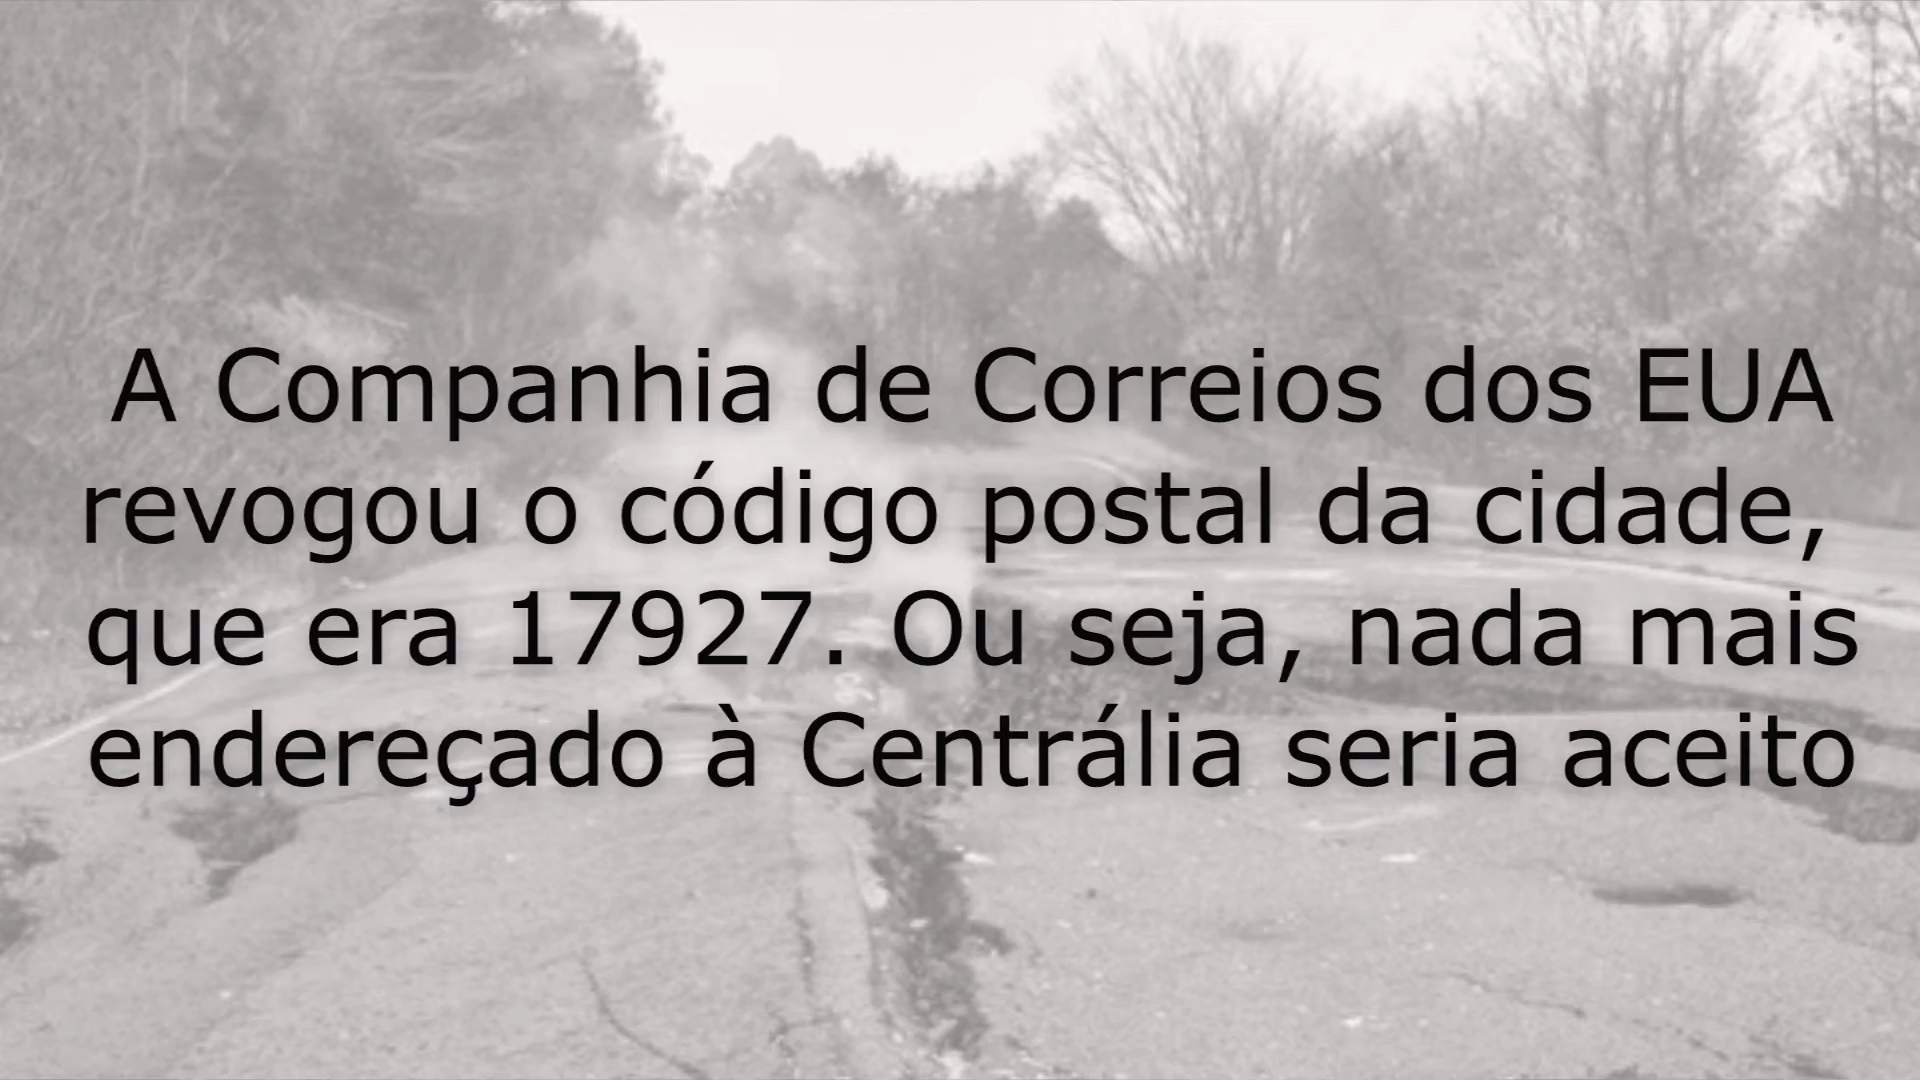 A Companhia de Correios dos EUA
revogou o código postal da cidade,
que era 17927. Ou seja, nada mais
endereçado à Centrália seria aceito